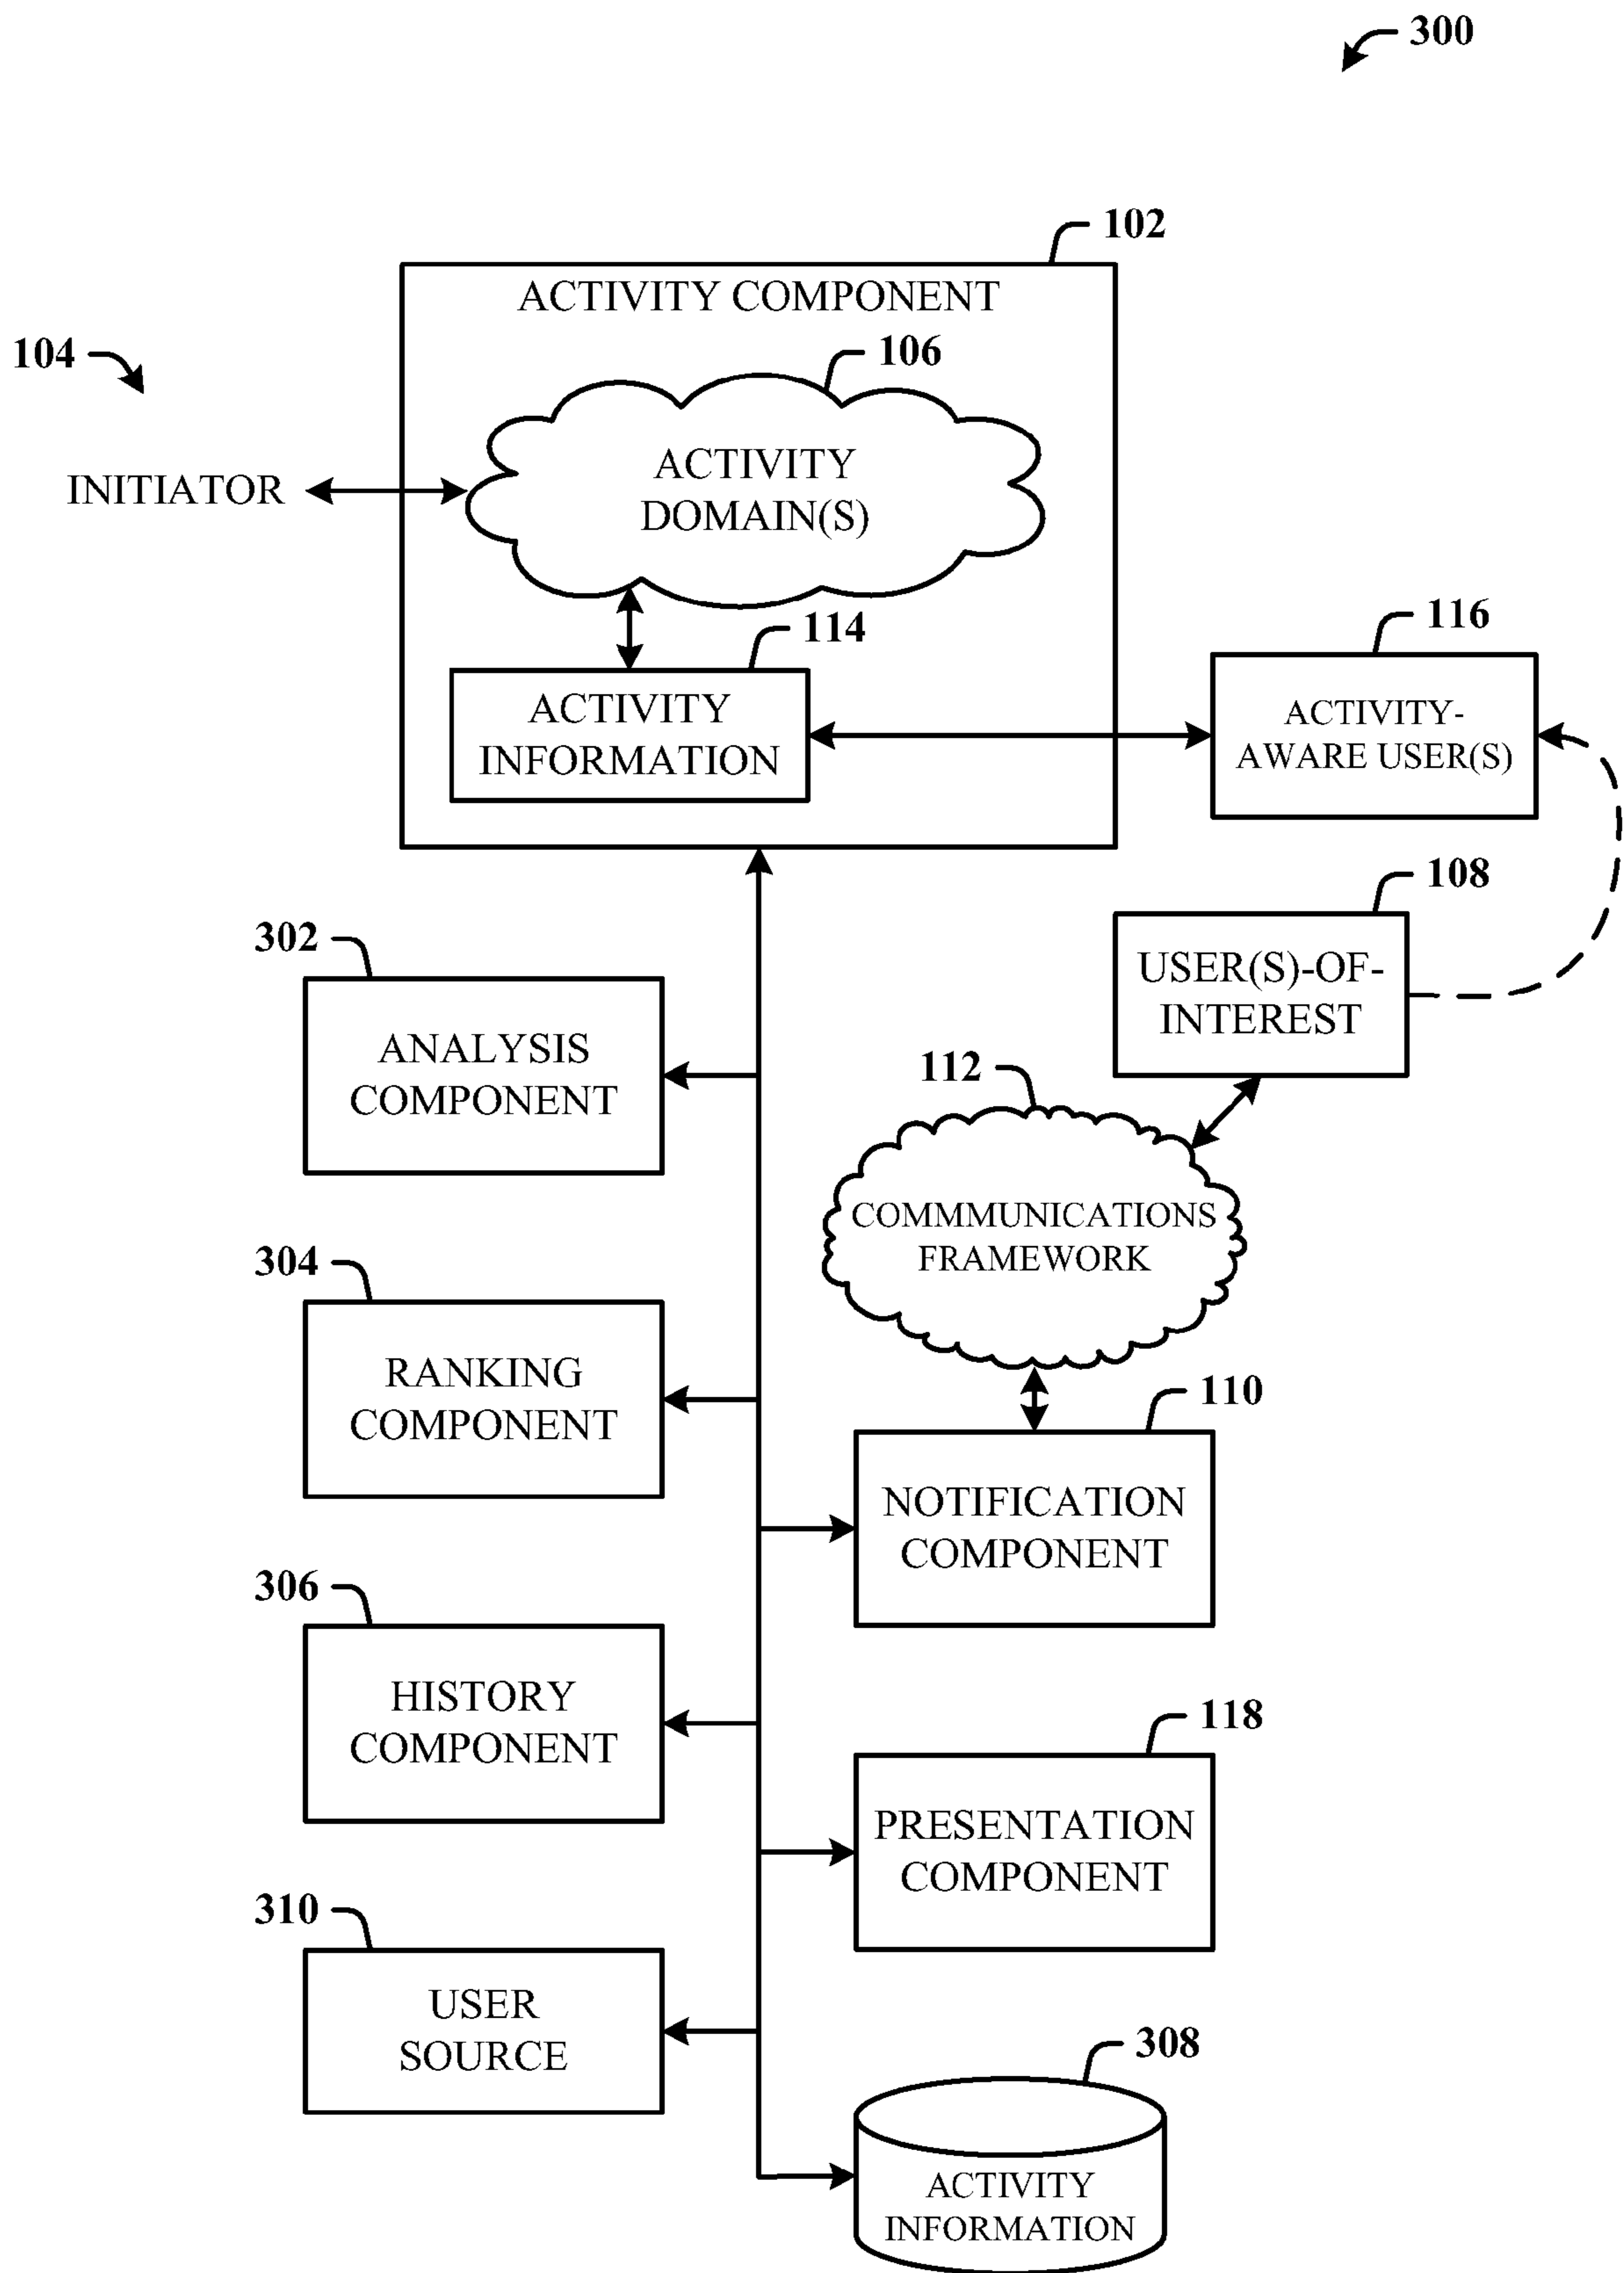 300
102
ACTIVITY COMPONENT
104
106
ACTIVITY
DOMAIN(S)
INITIATOR
114
116
ACTIVITY
INFORMATION
ACTIVITY-
AWARE USER(S)
108
302
USER(S)-OF-
INTEREST
ANALYSIS
COMPONENT
112
COMMMUNICATIONS
FRAMEWORK
304
RANKING
COMPONENT
110
NOTIFICATION
COMPONENT
306
HISTORY
COMPONENT
118
PRESENTATION
COMPONENT
310
USER
SOURCE
308
ACTIVITY
INFORMATION